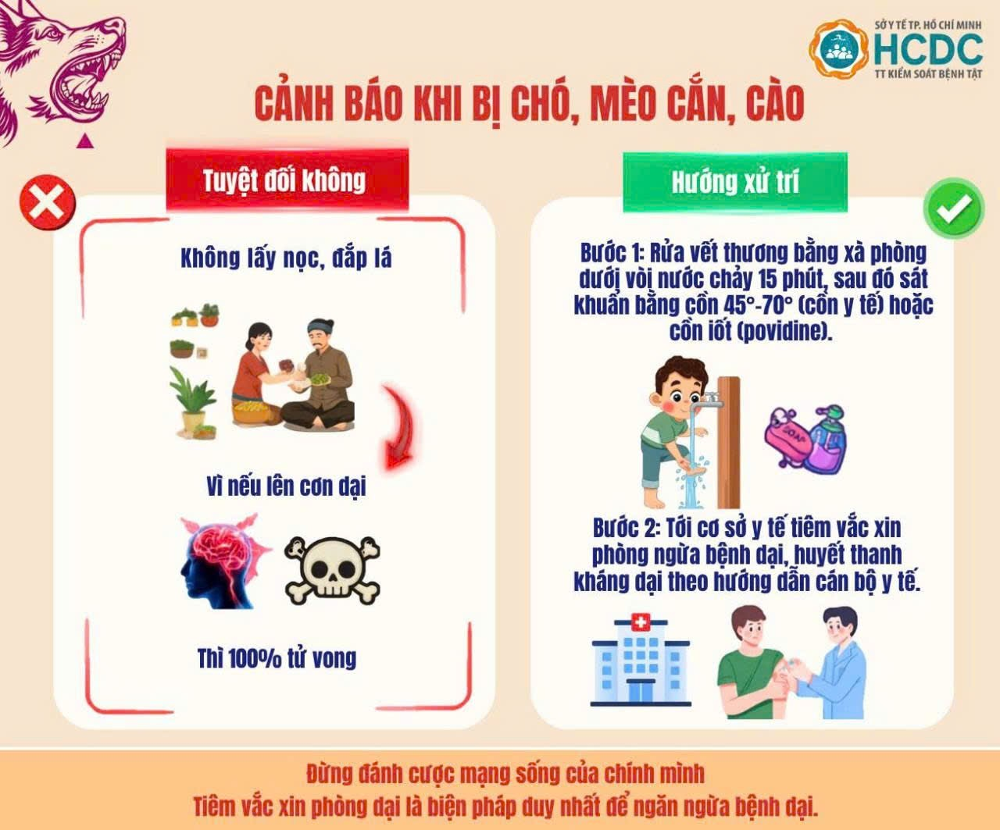 SỞ Y TẾ TP. HỒ CHÍ MINH
HCDC
TT KIỂM SOÁT BỆNH TẬT
CẢNH BÁO KHI BỊ CHÓ, MÈO CẮN, CÀO
Tuyệt đối không
Không lấy nọc, đắp lá
Vì nếu lên cơn dại
Thì 100% tử vong
Hướng xử trí
Bước 1: Rửa vết thương bằng xà phòng
dưới vòi nước chảy 15 phút, sau đó sát
khuẩn bằng cồn 45°-70° (cồn y tế) hoặc
cồn iốt (povidine).
SOAP
Bước 2: Tới cơ sở y tế tiêm vắc xin
phòng ngừa bệnh dại, huyết thanh
kháng dại theo hướng dẫn cán bộ y tế.
Đừng đánh cược mạng sống của chính mình
Tiêm vắc xin phòng dại là biện pháp duy nhất để ngăn ngừa bệnh dại.